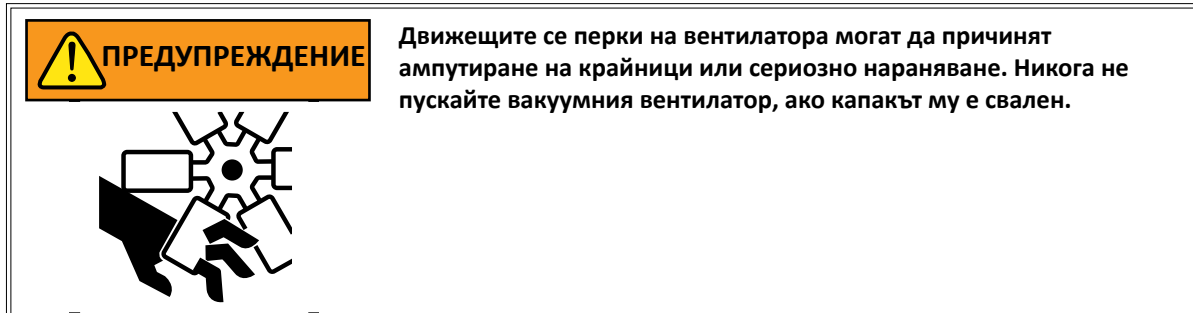 ПРЕДУПРЕЖДЕНИЕ
Движещите се перки на вентилатора могат да причинят
ампутиране на крайници или сериозно нараняване. Никога не
пускайте вакуумния вентилатор, ако капакът му е свален.